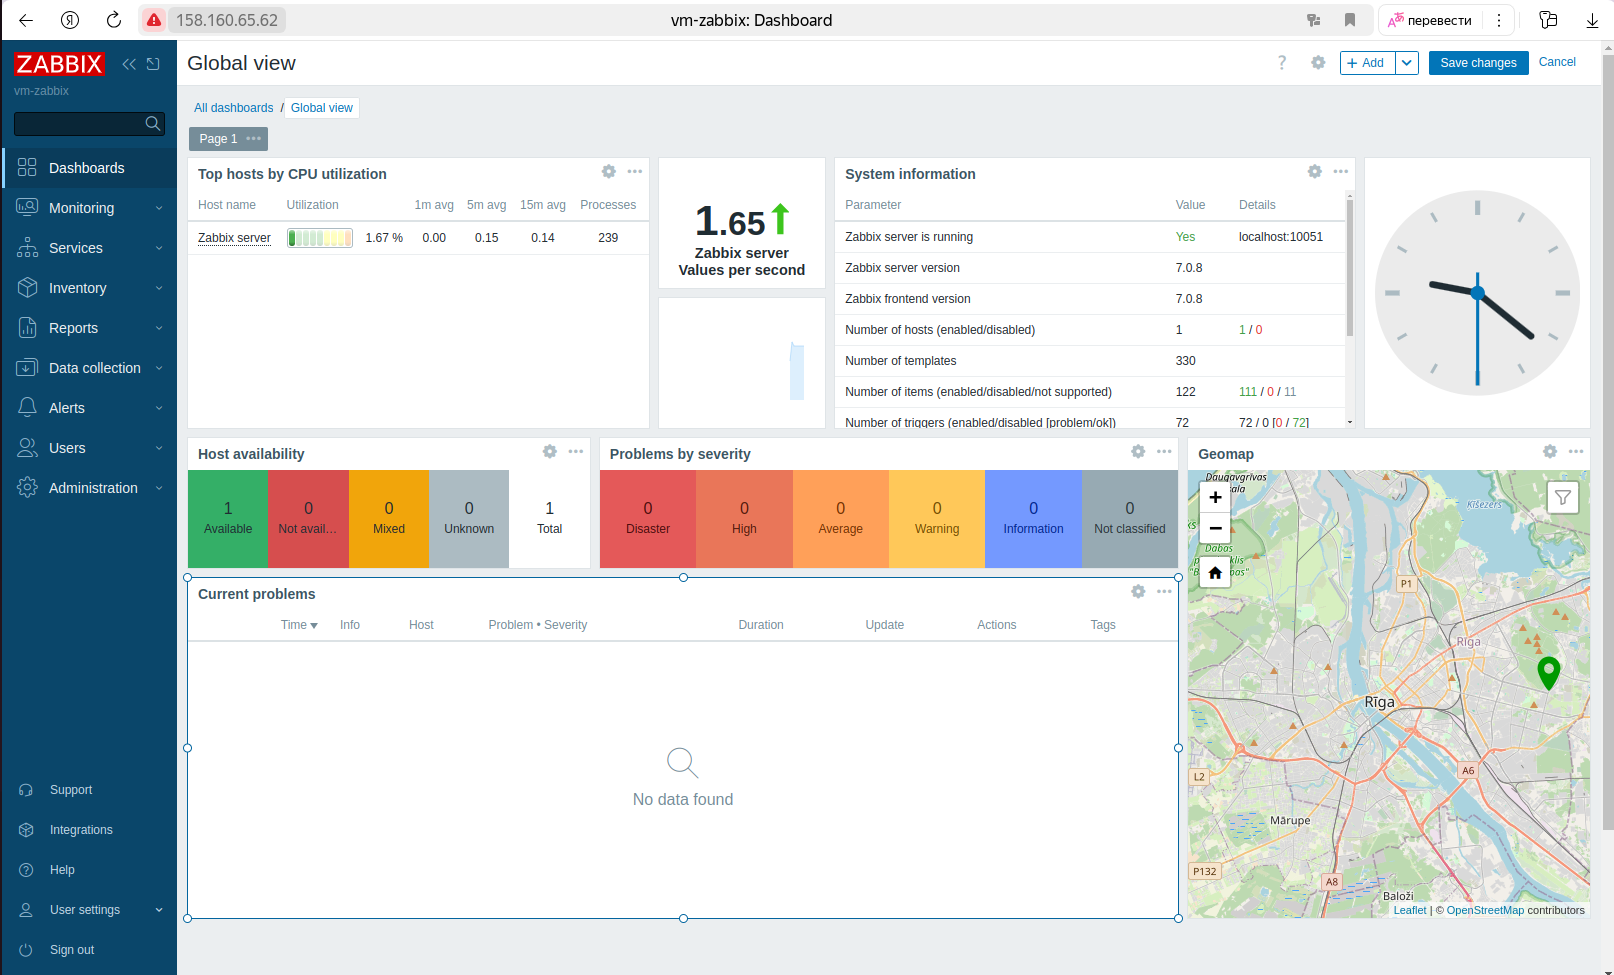 158.160.65.62
vm-zabbix: Dashboard
перевести
ZABBIX
vm-zabbix
Dashboards
Monitoring
Services
Inventory
Reports
Data collection
Alerts
Users
Administration
Support
Integrations
Help
User settings
Sign out
Global view
?
+ Add
Save changes
Cancel
All dashboards / Global view
Page 1
Top hosts by CPU utilization
Host name Utilization 1m avg 5m avg 15m avg Processes
Zabbix server 1.67 % 0.00 0.15 0.14 239
1.65
Zabbix server
Values per second
System information
Parameter Value Details
Zabbix server is running Yes localhost:10051
Zabbix server version 7.0.8
Zabbix frontend version 7.0.8
Number of hosts (enabled/disabled) 1 1 / 0
Number of templates 330
Number of items (enabled/disabled/not supported) 122 111 / 0 / 11
Number of triggers (enabled/disabled [problem/ok]) 72 72 / 0 [0 / 72]
Host availability
1 0 0 0 1
Available Not avail... Mixed Unknown Total
Problems by severity
0 0 0 0 0 0
Disaster High Average Warning Information Not classified
Current problems
Time Info Host Problem • Severity Duration Update Actions Tags
No data found
Geomap
Daugavgrīvas
+
−
Dabas
Ķīšezers
P1
Rīga
Rīga
L2
A6
Mārupe
P132
A8
Baloži
Leaflet | © OpenStreetMap contributors